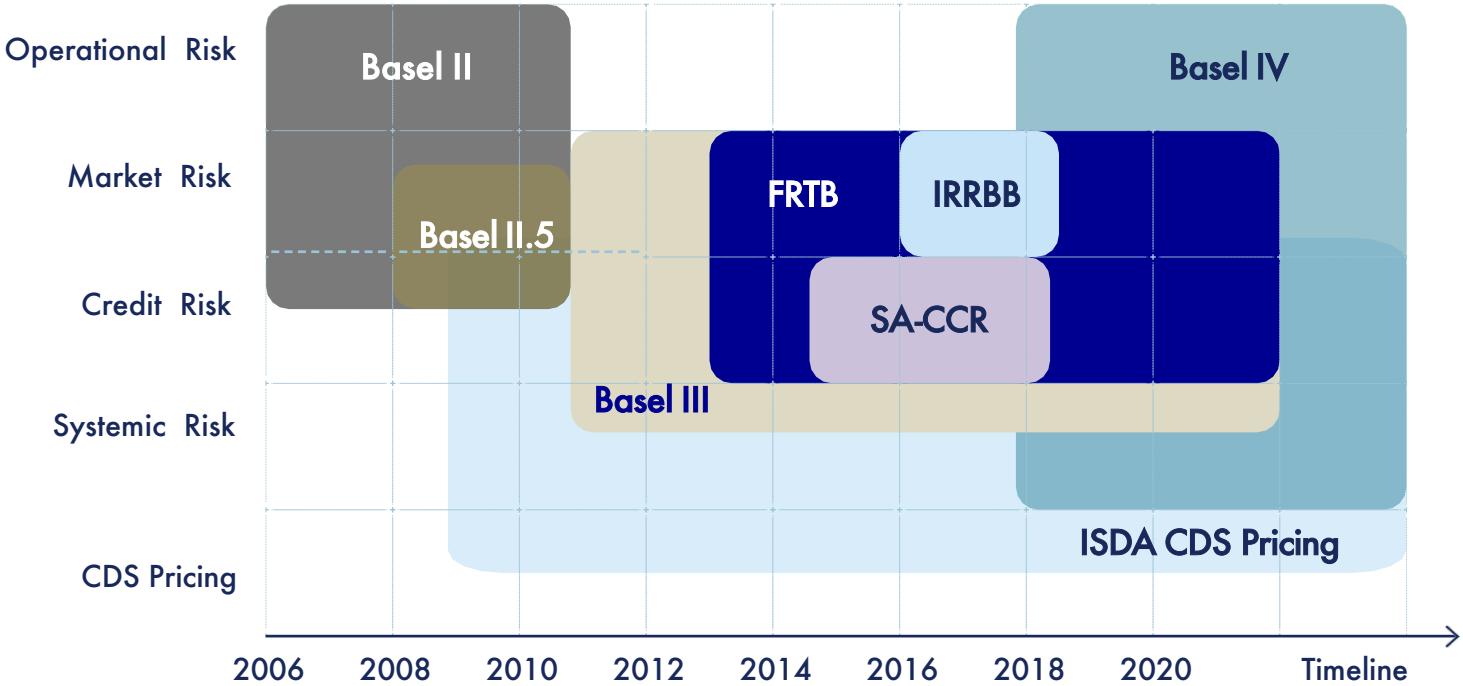 Operational Risk
Basel II
Basel IV
Market Risk
FRTB
IRRBB
Basel II.5
Credit Risk
SA-CCR
Basel III
Systemic Risk
ISDA CDS Pricing
CDS Pricing
2006 2008 2010 2012 2014 2016 2018 2020 Timeline